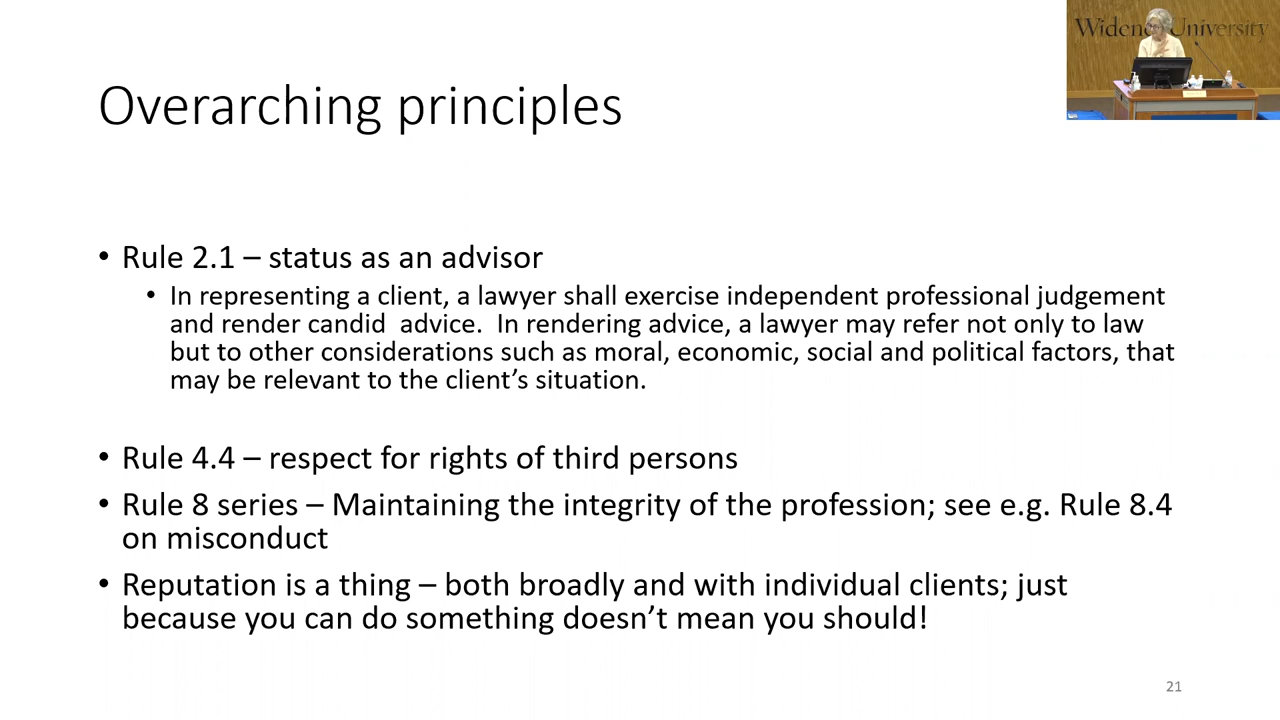 Widener University
Overarching principles
• Rule 2.1 – status as an advisor
• In representing a client, a lawyer shall exercise independent professional judgement
and render candid  advice.  In rendering advice, a lawyer may refer not only to law
but to other considerations such as moral, economic, social and political factors, that
may be relevant to the client’s situation.
• Rule 4.4 – respect for rights of third persons
• Rule 8 series – Maintaining the integrity of the profession; see e.g. Rule 8.4
on misconduct
• Reputation is a thing – both broadly and with individual clients; just
because you can do something doesn’t mean you should!
21